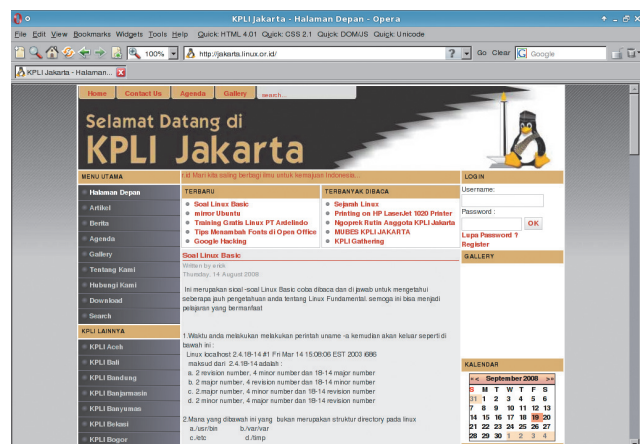 KPLI Jakarta - Halaman Depan - Opera
File Edit View Bookmarks Widgets Tools Help Quick: HTML 4.01 Quick: CSS 2.1 Quick DOM/JS Quick Unicode
100% http://jakarta.linux.or.id/ ? Go Clear G Google
KPLI Jakarta - Halaman...
Home Contact Us Agenda Gallery search...
Selamat Datang di
KPLI Jakarta
MENU UTAMA
Halaman Depan
Artikel
Berita
Agenda
Gallery
Tentang Kami
Hubungi Kami
Download
Search
KPLI LAINNYA
KPLI Aceh
KPLI Bali
KPLI Bandung
KPLI Banjarmasin
KPLI Banyumas
KPLI Bekasi
KPLI Bogor
r.id Mari kita saling berbagi ilmu untuk kemajuan Indonesia...
TERBARU
Soal Linux Basic
mirror Ubuntu
Training Gratis Linux PT Ardelindo
Tips Menambah Fonts di Open Office
Google Hacking
TERBANYAK DIBACA
Sejarah Linux
Printing on HP LaserJet 1020 Printer
Ngoprek Rutin Anggota KPLI Jakarta
MUBES KPLI JAKARTA
KPLI Gathering
Soal Linux Basic
Written by erick
Thursday, 14 August 2008
Ini merupakan sioal -soal Linux Basic coba dibaca dan di jawab untuk mengetahui
seberapa jauh pengetahuan anda tentang Linux Fundamental. semoga ini bisa menjadi
pelajaran yang bermanfaat
1.Waktu anda melakukan melakukan perintah uname -a kemudian akan keluar seperti di
bawah ini :
Linux localhost 2.4.18-14 #1 Fri Mar 14 15:08:06 EST 2003 i686
maksud dari 2.4.18-14 adalah :
a. 2 revision number, 4 minor number dan 18-14 major number
b. 2 major number, 4 revision number dan 18-14 minor number
c. 2 major number, 4 minor number dan 18-14 revision number
d. 2 minor number, 4 major number dan 18-14 revision number
2.Mana yang dibawah ini yang bukan merupakan struktur directory pada linux
a./usr/bin b./var/var
c./etc d./tmp
LOGIN
Username:
Password :
OK
Lupa Password ?
Register
GALLERY
KALENDAR
<< September 2008 >>
S M T W T F S
31 1 2 3 4 5 6
7 8 9 10 11 12 13
14 15 16 17 18 19 20
21 22 23 24 25 26 27
28 29 30 1 2 3 4